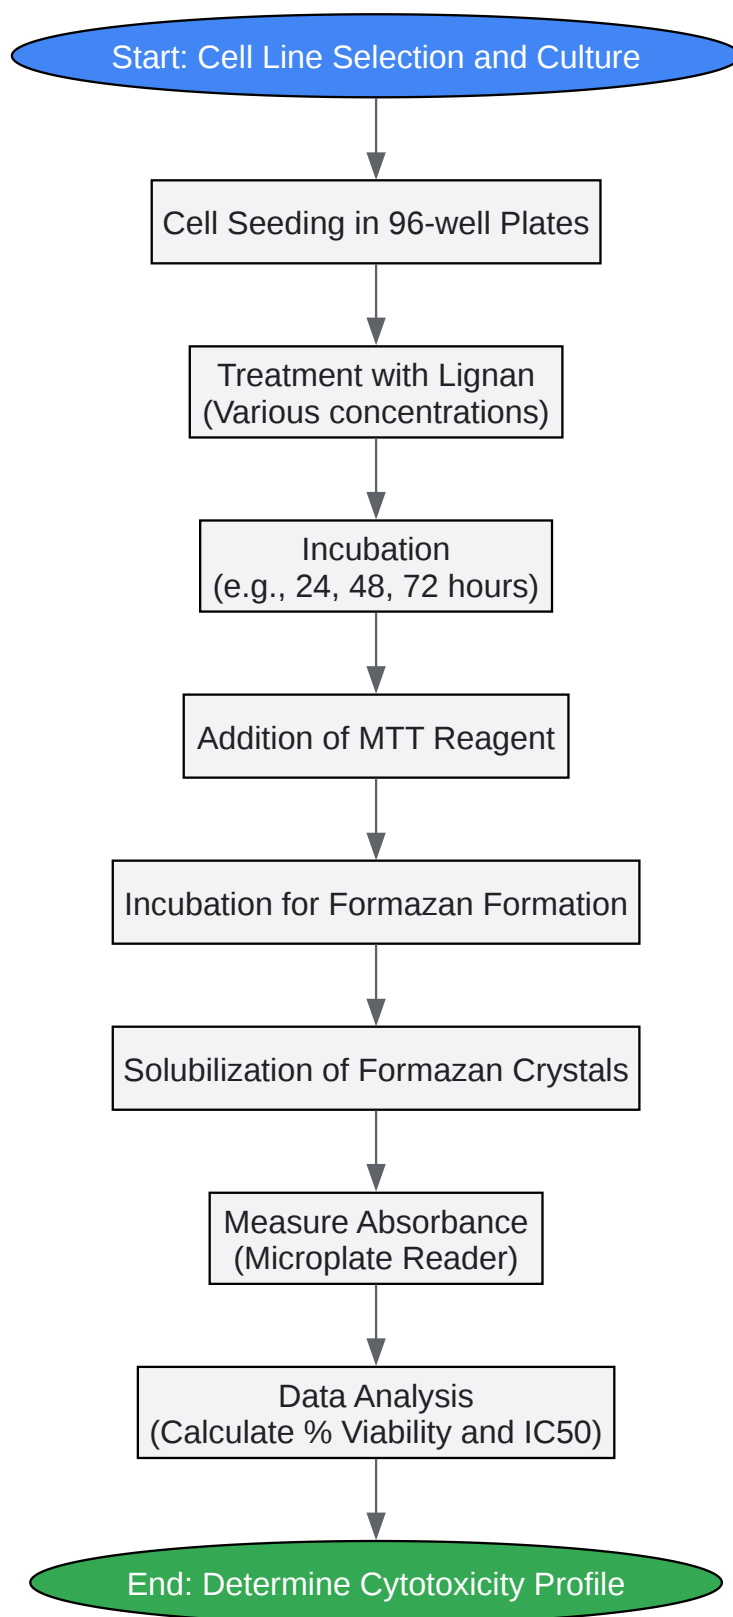 Start: Cell Line Selection and Culture
Cell Seeding in 96-well Plates
Treatment with Lignan
(Various concentrations)
Incubation
(e.g., 24, 48, 72 hours)
Addition of MTT Reagent
Incubation for Formazan Formation
Solubilization of Formazan Crystals
Measure Absorbance
(Microplate Reader)
Data Analysis
(Calculate % Viability and IC50)
End: Determine Cytotoxicity Profile